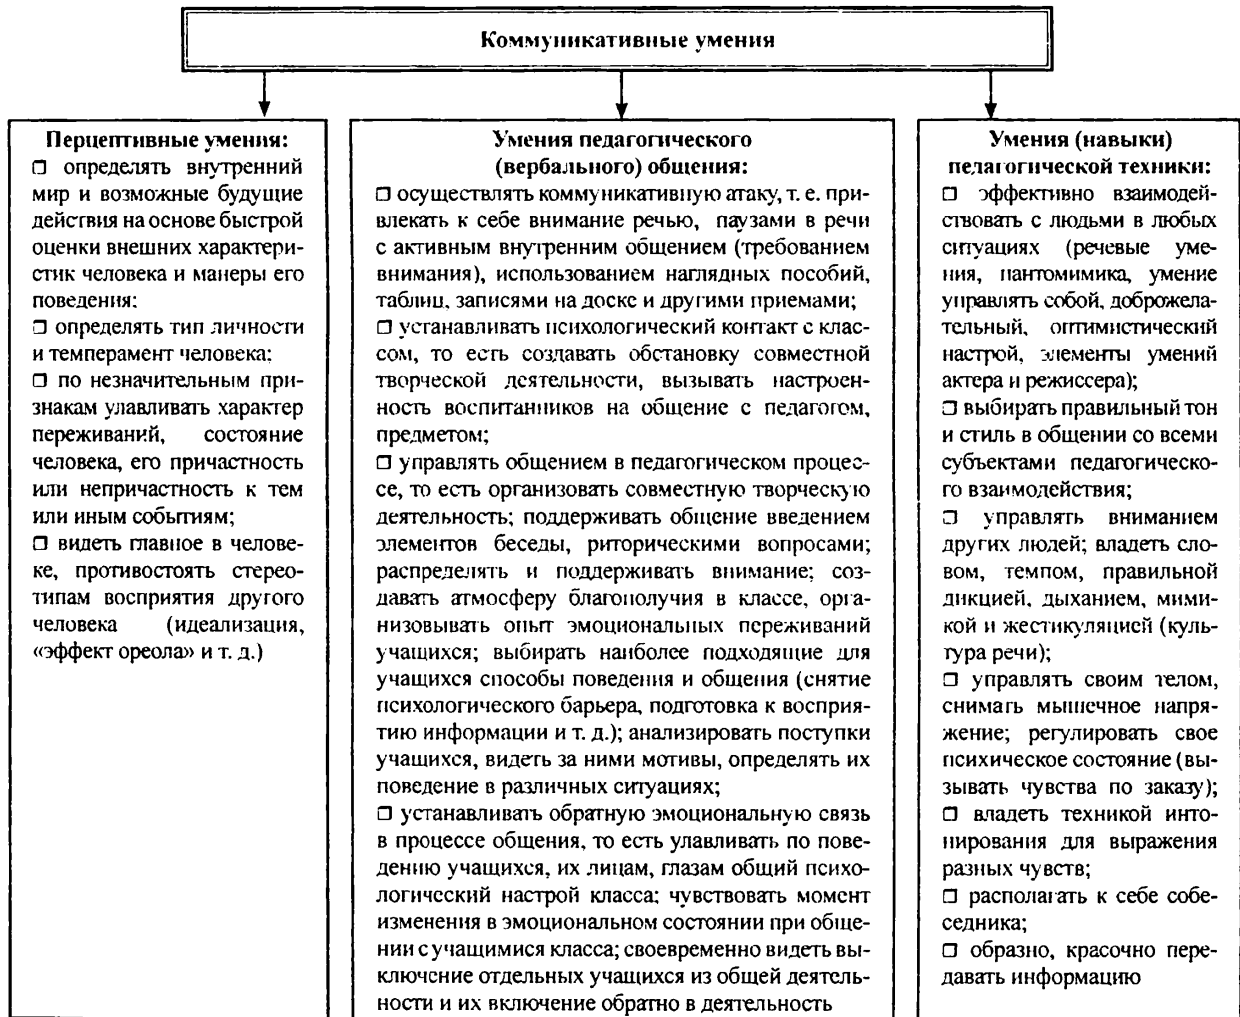 Коммуникативные умения
Перцептивные умения:
□ определять внутренний
мир и возможные будущие
действия на основе быстрой
оценки внешних характери-
стик человека и манеры его
поведения;
□ определять тип личности
и темперамент человека;
□ по незначительным при-
знакам улавливать характер
переживаний, состояние
человека, его причастность
или непричастность к тем
или иным событиям;
□ видеть главное в челове-
ке, противостоять стерео-
типам восприятия другого
человека (идеализация,
«эффект ореола» и т. д.)
Умения педагогического
(вербального) общения:
□ осуществлять коммуникативную атаку, т. е. при-
влекать к себе внимание речью, паузами в речи
с активным внутренним общением (требованием
внимания), использованием наглядных пособий,
таблиц, записями на доске и другими приемами;
□ устанавливать психологический контакт с клас-
сом, то есть создавать обстановку совместной
творческой деятельности, вызывать настроен-
ность воспитанников на общение с педагогом,
предметом;
□ управлять общением в педагогическом процес-
се, то есть организовать совместную творческую
деятельность; поддерживать общение введением
элементов беседы, риторическими вопросами;
распределять и поддерживать внимание; соз-
давать атмосферу благополучия в классе, орга-
низовывать опыт эмоциональных переживаний
учащихся; выбирать наиболее подходящие для
учащихся способы поведения и общения (снятие
психологического барьера, подготовка к восприя-
тию информации и т. д.); анализировать поступки
учащихся, видеть за ними мотивы, определять их
поведение в различных ситуациях;
□ устанавливать обратную эмоциональную связь
в процессе общения, то есть улавливать по пове-
дению учащихся, их лицам, глазам общий психо-
логический настрой класса; чувствовать момент
изменения в эмоциональном состоянии при обще-
нии с учащимися класса; своевременно видеть вы-
ключение отдельных учащихся из общей деятель-
ности и их включение обратно в деятельность
Умения (навыки)
педагогической техники:
□ эффективно взаимодей-
ствовать с людьми в любых
ситуациях (речевые уме-
ния, пантомимика, умение
управлять собой, доброжела-
тельный, оптимистический
настрой, элементы умений
актера и режиссера);
□ выбирать правильный тон
и стиль в общении со всеми
субъектами педагогическо-
го взаимодействия;
□ управлять вниманием
других людей; владеть сло-
вом, темпом, правильной
дикцией, дыханием, мими-
кой и жестикуляцией (куль-
тура речи);
□ управлять своим телом,
снимать мышечное напря-
жение; регулировать свое
психическое состояние (вы-
зывать чувства по заказу);
□ владеть техникой инто-
нирования для выражения
разных чувств;
□ располагать к себе собе-
седника;
□ образно, красочно пере-
давать информацию